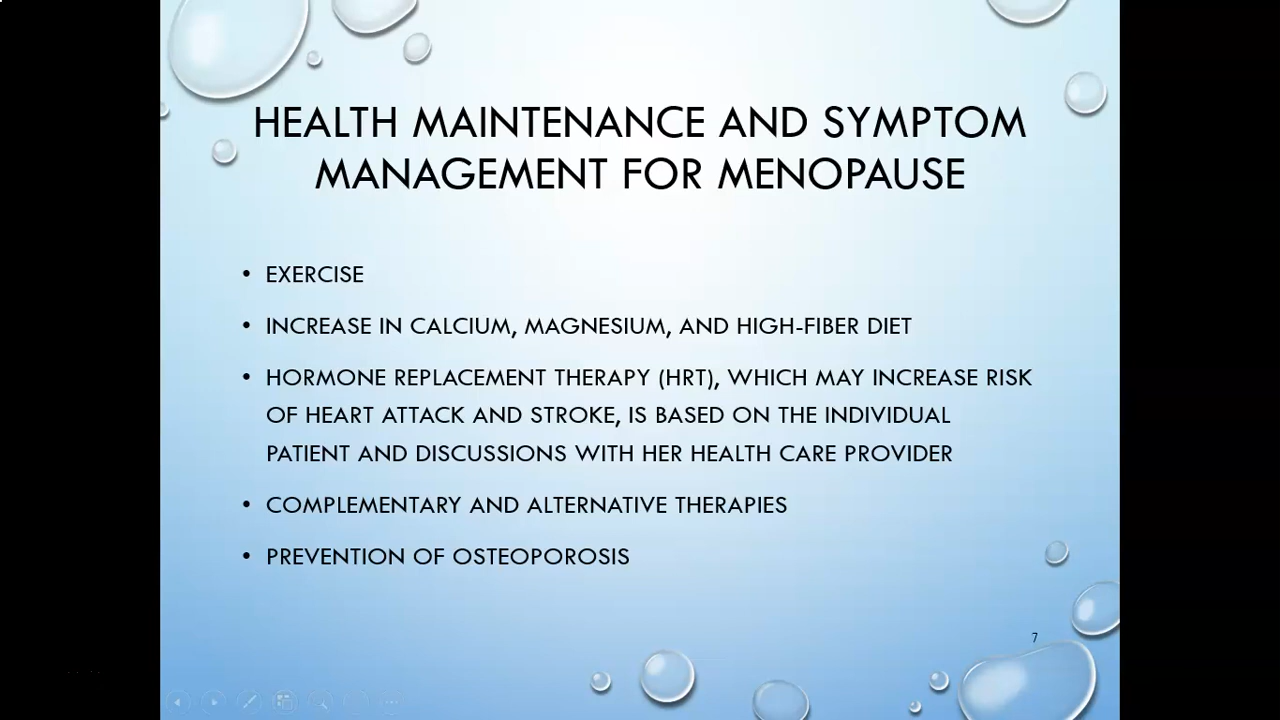 HEALTH MAINTENANCE AND SYMPTOM
MANAGEMENT FOR MENOPAUSE
• EXERCISE
• INCREASE IN CALCIUM, MAGNESIUM, AND HIGH-FIBER DIET
• HORMONE REPLACEMENT THERAPY (HRT), WHICH MAY INCREASE RISK
OF HEART ATTACK AND STROKE, IS BASED ON THE INDIVIDUAL
PATIENT AND DISCUSSIONS WITH HER HEALTH CARE PROVIDER
• COMPLEMENTARY AND ALTERNATIVE THERAPIES
• PREVENTION OF OSTEOPOROSIS
7